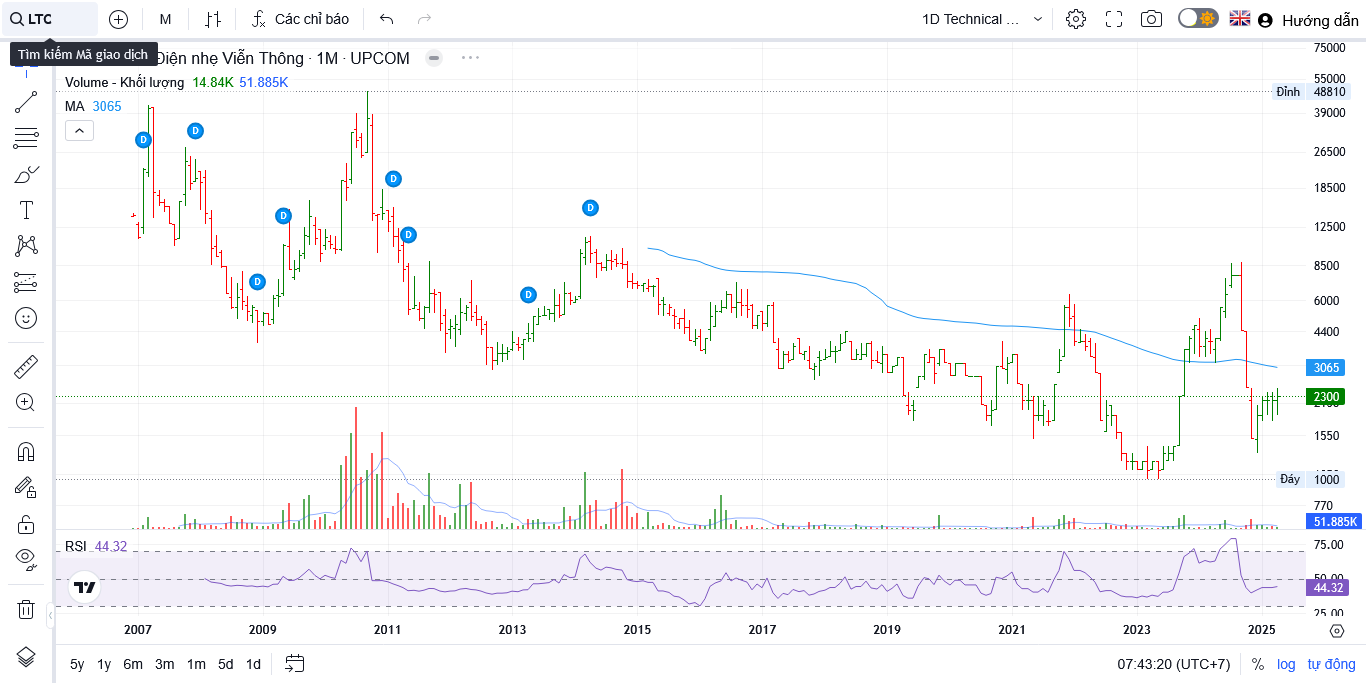 LTC
M
Các chỉ báo
1D Technical ...
Hướng dẫn
Tìm kiếm Mã giao dịch
Điện nhẹ Viễn Thông · 1M · UPCOM
Volume - Khối lượng 14.84K 51.885K
MA 3065
75000
55000
Đỉnh 48810
39000
26500
18500
12500
8500
6000
4400
3065
2300
1550
Đáy 1000
770
51.885K
D
D
D
D
D
D
D
D
RSI 44.32
75.00
50.00
44.32
25.00
2007 2009 2011 2013 2015 2017 2019 2021 2023 2025
5y 1y 6m 3m 1m 5d 1d
07:43:20 (UTC+7) % log tự động